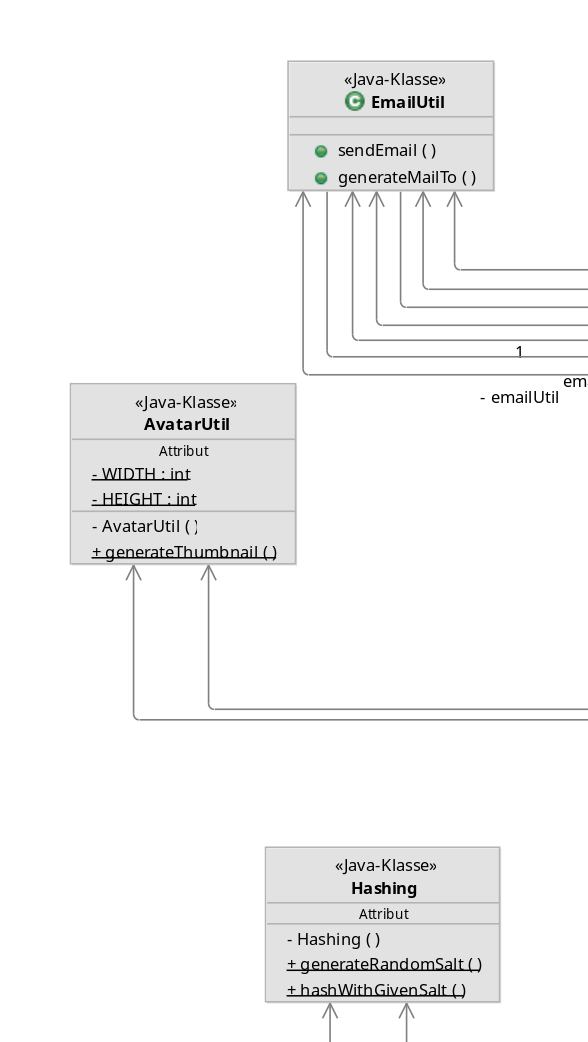 «Java-Klasse»
C EmailUtil
sendEmail ( )
generateMailTo ( )
1
em
- emailUtil
«Java-Klasse»
AvatarUtil
Attribut
- WIDTH : int
- HEIGHT : int
- AvatarUtil ( )
+ generateThumbnail ( )
«Java-Klasse»
Hashing
Attribut
- Hashing ( )
+ generateRandomSalt ( )
+ hashWithGivenSalt ( )